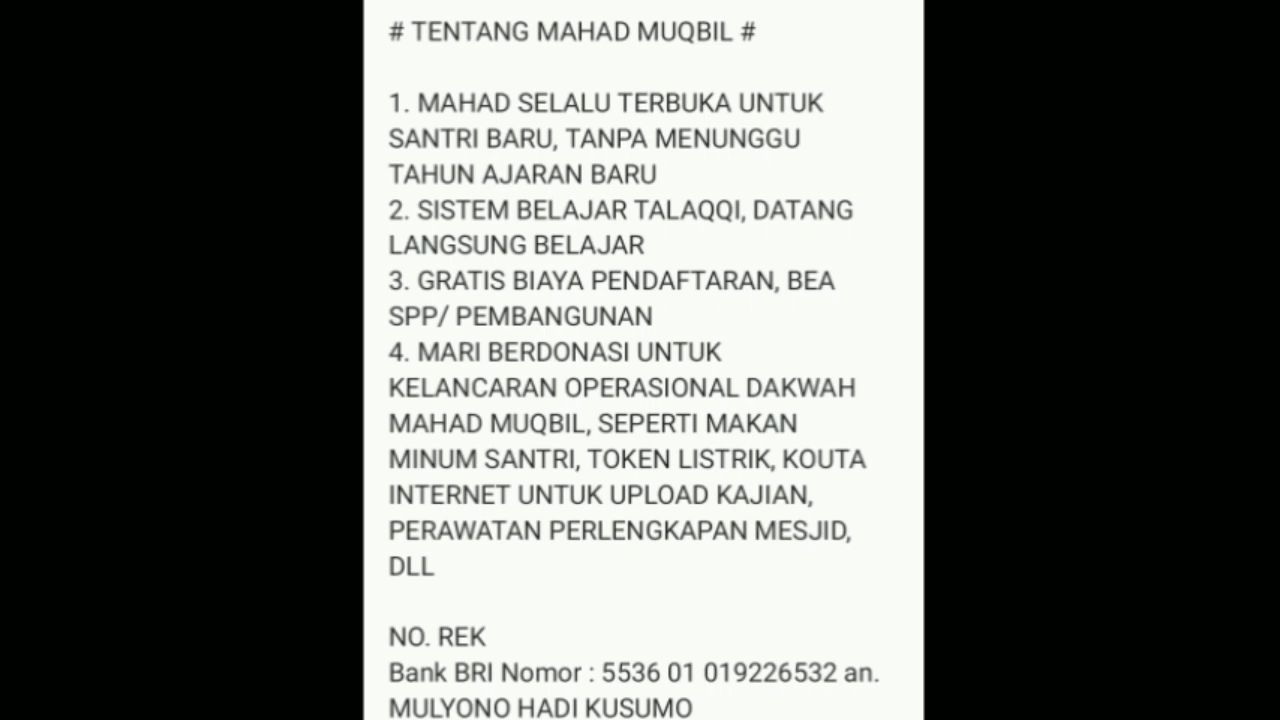 # TENTANG MAHAD MUQBIL #
1. MAHAD SELALU TERBUKA UNTUK
SANTRI BARU, TANPA MENUNGGU
TAHUN AJARAN BARU
2. SISTEM BELAJAR TALAQQI, DATANG
LANGSUNG BELAJAR
3. GRATIS BIAYA PENDAFTARAN, BEA
SPP/ PEMBANGUNAN
4. MARI BERDONASI UNTUK
KELANCARAN OPERASIONAL DAKWAH
MAHAD MUQBIL, SEPERTI MAKAN
MINUM SANTRI, TOKEN LISTRIK, KOUTA
INTERNET UNTUK UPLOAD KAJIAN,
PERAWATAN PERLENGKAPAN MESJID,
DLL
NO. REK
Bank BRI Nomor : 5536 01 019226532 an.
MULYONO HADI KUSUMO